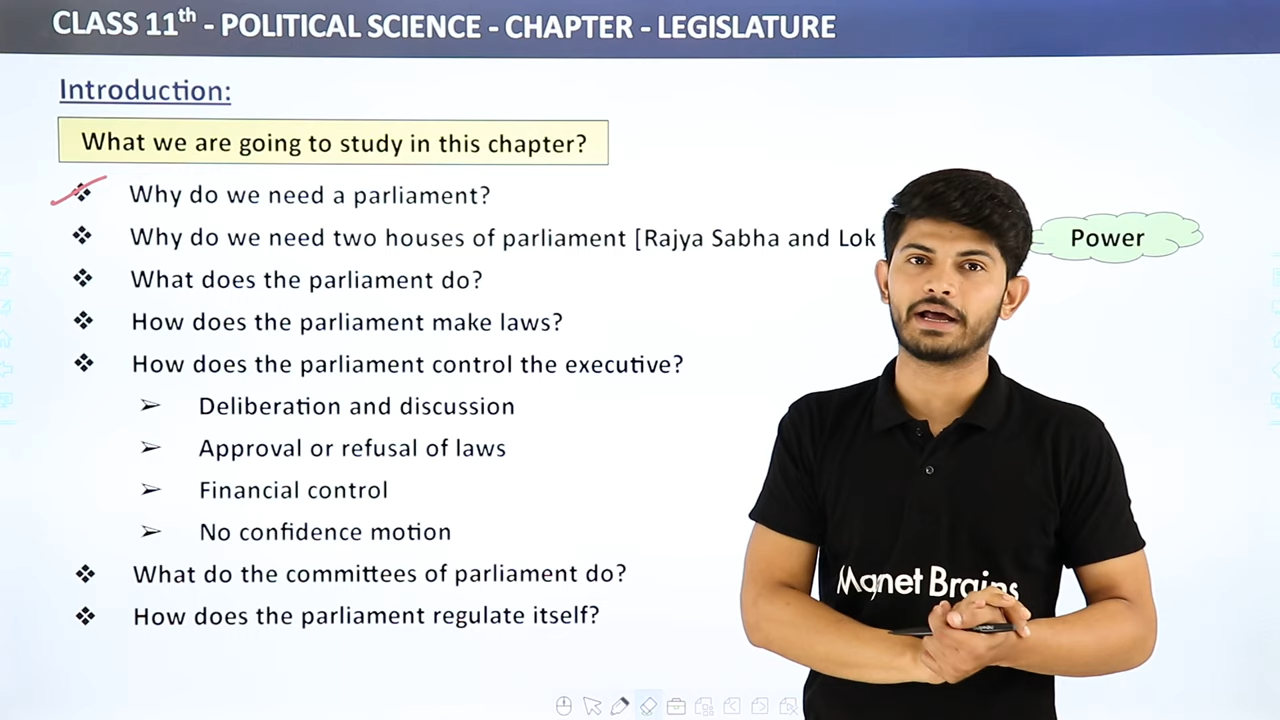 CLASS 11th - POLITICAL SCIENCE - CHAPTER - LEGISLATURE
Introduction:
What we are going to study in this chapter?
❖ Why do we need a parliament?
❖ Why do we need two houses of parliament [Rajya Sabha and Lok
Power
❖ What does the parliament do?
❖ How does the parliament make laws?
❖ How does the parliament control the executive?
➢ Deliberation and discussion
➢ Approval or refusal of laws
➢ Financial control
➢ No confidence motion
❖ What do the committees of parliament do?
❖ How does the parliament regulate itself?
Magnet Brains